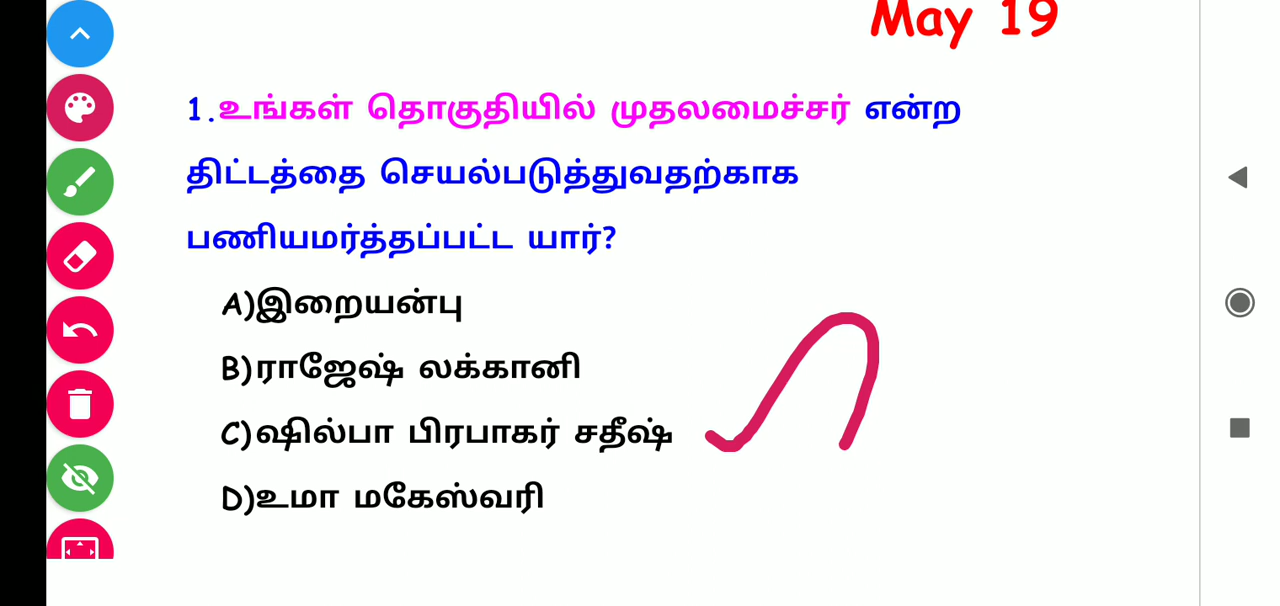 May 19
1.உங்கள் தொகுதியில் முதலமைச்சர் என்ற
திட்டத்தை செயல்படுத்துவதற்காக
பணியமர்த்தப்பட்ட யார்?
A)இறையன்பு
B)ராஜேஷ் லக்கானி
C)ஷில்பா பிரபாகர் சதீஷ்
D)உமா மகேஸ்வரி